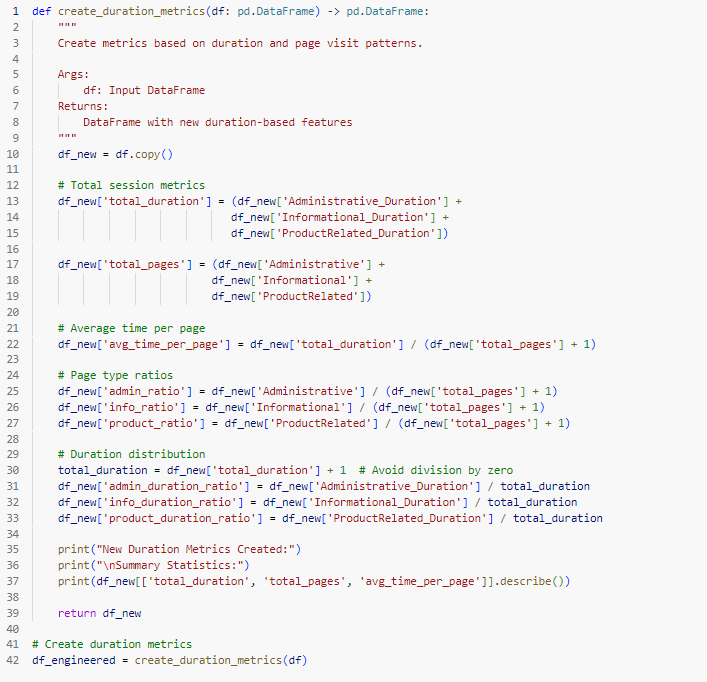 1 def create_duration_metrics(df: pd.DataFrame) -> pd.DataFrame:
2     """
3     Create metrics based on duration and page visit patterns.
4
5     Args:
6         df: Input DataFrame
7     Returns:
8         DataFrame with new duration-based features
9     """
10     df_new = df.copy()
11
12     # Total session metrics
13     df_new['total_duration'] = (df_new['Administrative_Duration'] +
14                                df_new['Informational_Duration'] +
15                                df_new['ProductRelated_Duration'])
16
17     df_new['total_pages'] = (df_new['Administrative'] +
18                             df_new['Informational'] +
19                             df_new['ProductRelated'])
20
21     # Average time per page
22     df_new['avg_time_per_page'] = df_new['total_duration'] / (df_new['total_pages'] + 1)
23
24     # Page type ratios
25     df_new['admin_ratio'] = df_new['Administrative'] / (df_new['total_pages'] + 1)
26     df_new['info_ratio'] = df_new['Informational'] / (df_new['total_pages'] + 1)
27     df_new['product_ratio'] = df_new['ProductRelated'] / (df_new['total_pages'] + 1)
28
29     # Duration distribution
30     total_duration = df_new['total_duration'] + 1  # Avoid division by zero
31     df_new['admin_duration_ratio'] = df_new['Administrative_Duration'] / total_duration
32     df_new['info_duration_ratio'] = df_new['Informational_Duration'] / total_duration
33     df_new['product_duration_ratio'] = df_new['ProductRelated_Duration'] / total_duration
34
35     print("New Duration Metrics Created:")
36     print("\nSummary Statistics:")
37     print(df_new[['total_duration', 'total_pages', 'avg_time_per_page']].describe())
38
39     return df_new
40
41 # Create duration metrics
42 df_engineered = create_duration_metrics(df)